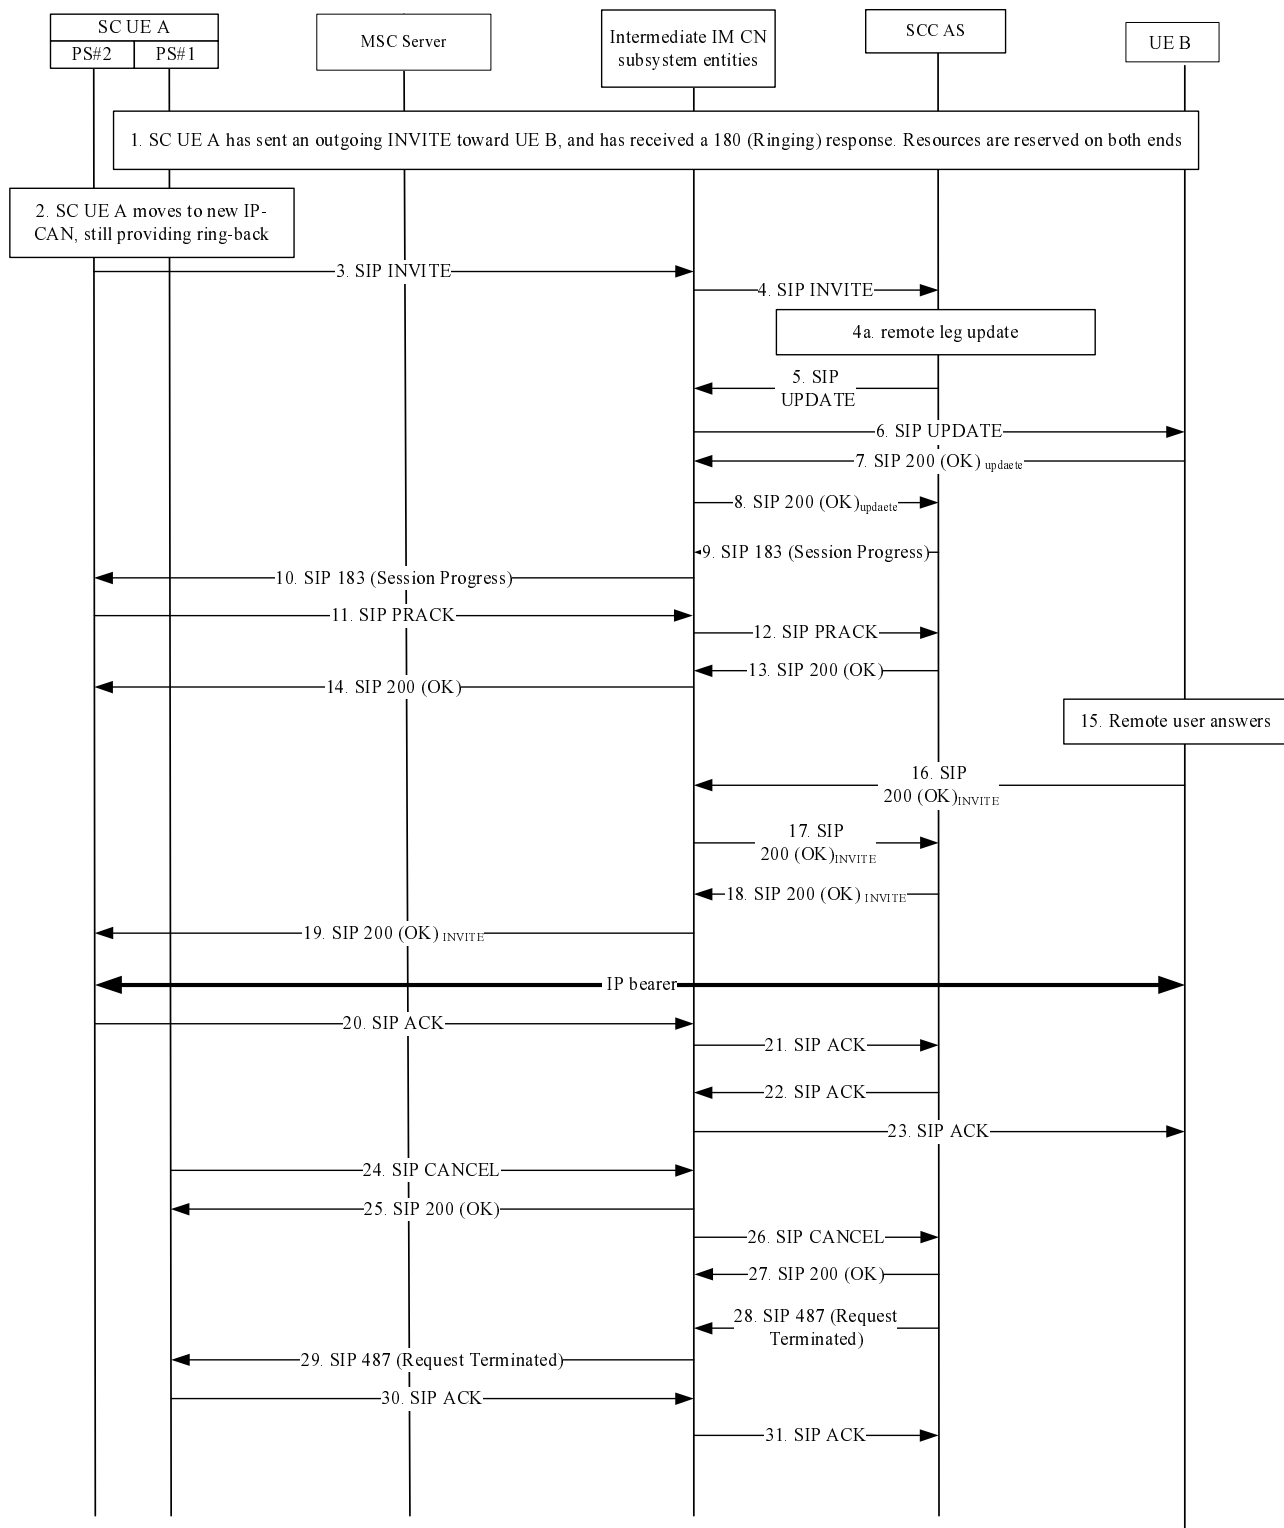 SC UE A
PS#2
PS#1
MSC Server
Intermediate IM CN
subsystem entities
SCC AS
UE B
1. SC UE A has sent an outgoing INVITE toward UE B, and has received a 180 (Ringing) response. Resources are reserved on both ends
2. SC UE A moves to new IP-
CAN, still providing ring-back
3. SIP INVITE
4. SIP INVITE
4a. remote leg update
5. SIP
UPDATE
6. SIP UPDATE
7. SIP 200 (OK) updaete
8. SIP 200 (OK)updaete
9. SIP 183 (Session Progress)
10. SIP 183 (Session Progress)
11. SIP PRACK
12. SIP PRACK
13. SIP 200 (OK)
14. SIP 200 (OK)
15. Remote user answers
16. SIP
200 (OK)INVITE
17. SIP
200 (OK)INVITE
18. SIP 200 (OK) INVITE
19. SIP 200 (OK) INVITE
IP bearer
20. SIP ACK
21. SIP ACK
22. SIP ACK
23. SIP ACK
24. SIP CANCEL
25. SIP 200 (OK)
26. SIP CANCEL
27. SIP 200 (OK)
28. SIP 487 (Request
Terminated)
29. SIP 487 (Request Terminated)
30. SIP ACK
31. SIP ACK